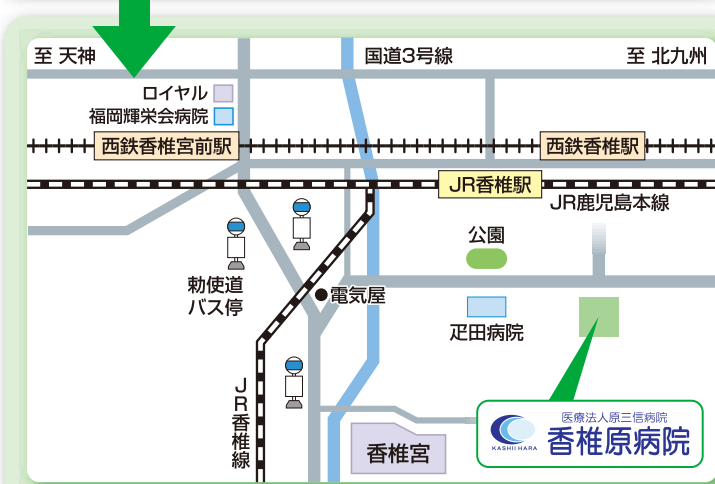 至 天神
国道3号線
至 北九州
ロイヤル
福岡輝栄会病院
西鉄香椎宮前駅
西鉄香椎駅
JR香椎駅
JR鹿児島本線
公園
勅使道
バス停
電気屋
疋田病院
JR香椎線
香椎宮
KASHII HARA
医療法人原三信病院
香椎原病院